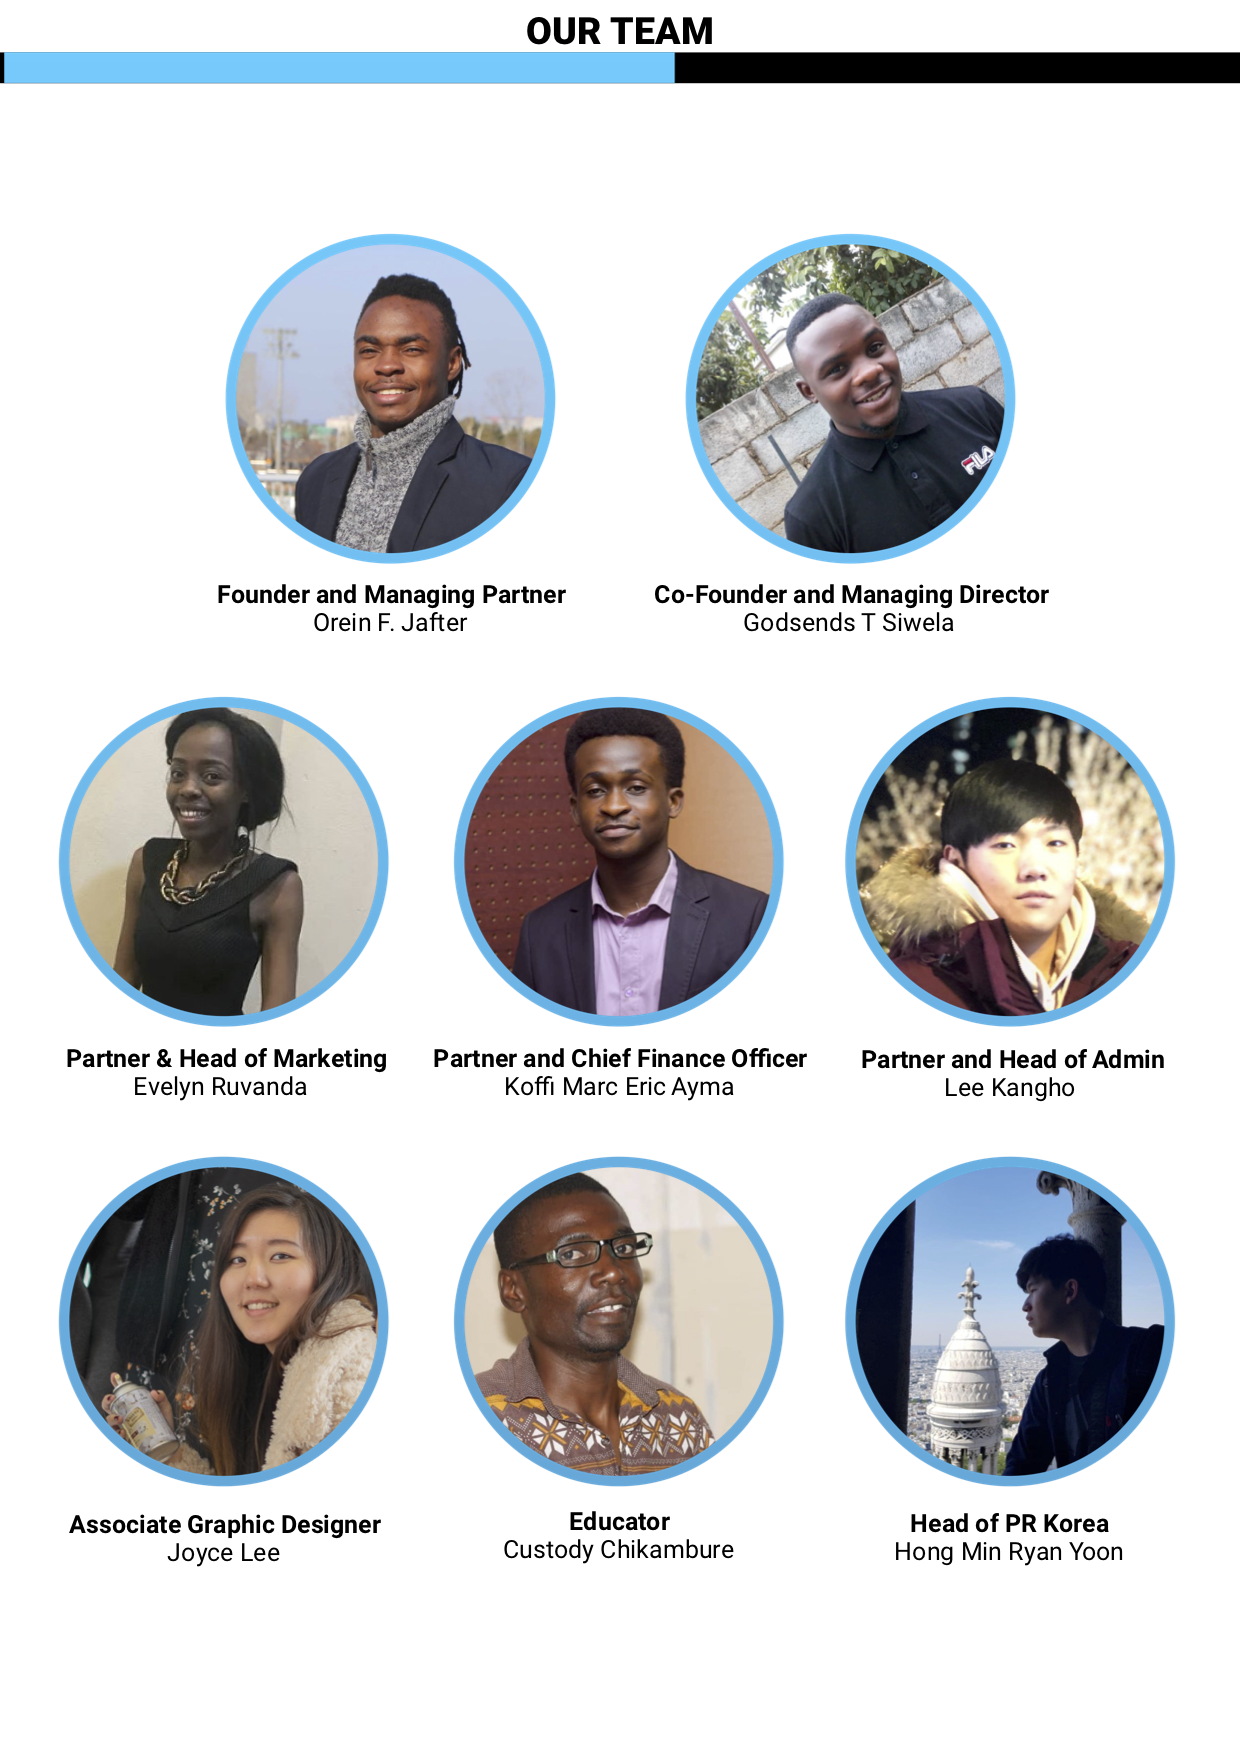 OUR TEAM
FILA
Founder and Managing Partner
Orein F. Jafter
Co-Founder and Managing Director
Godsends T Siwela
Partner & Head of Marketing
Evelyn Ruvanda
Partner and Chief Finance Officer
Koffi Marc Eric Ayma
Partner and Head of Admin
Lee Kangho
Associate Graphic Designer
Joyce Lee
Educator
Custody Chikambure
Head of PR Korea
Hong Min Ryan Yoon